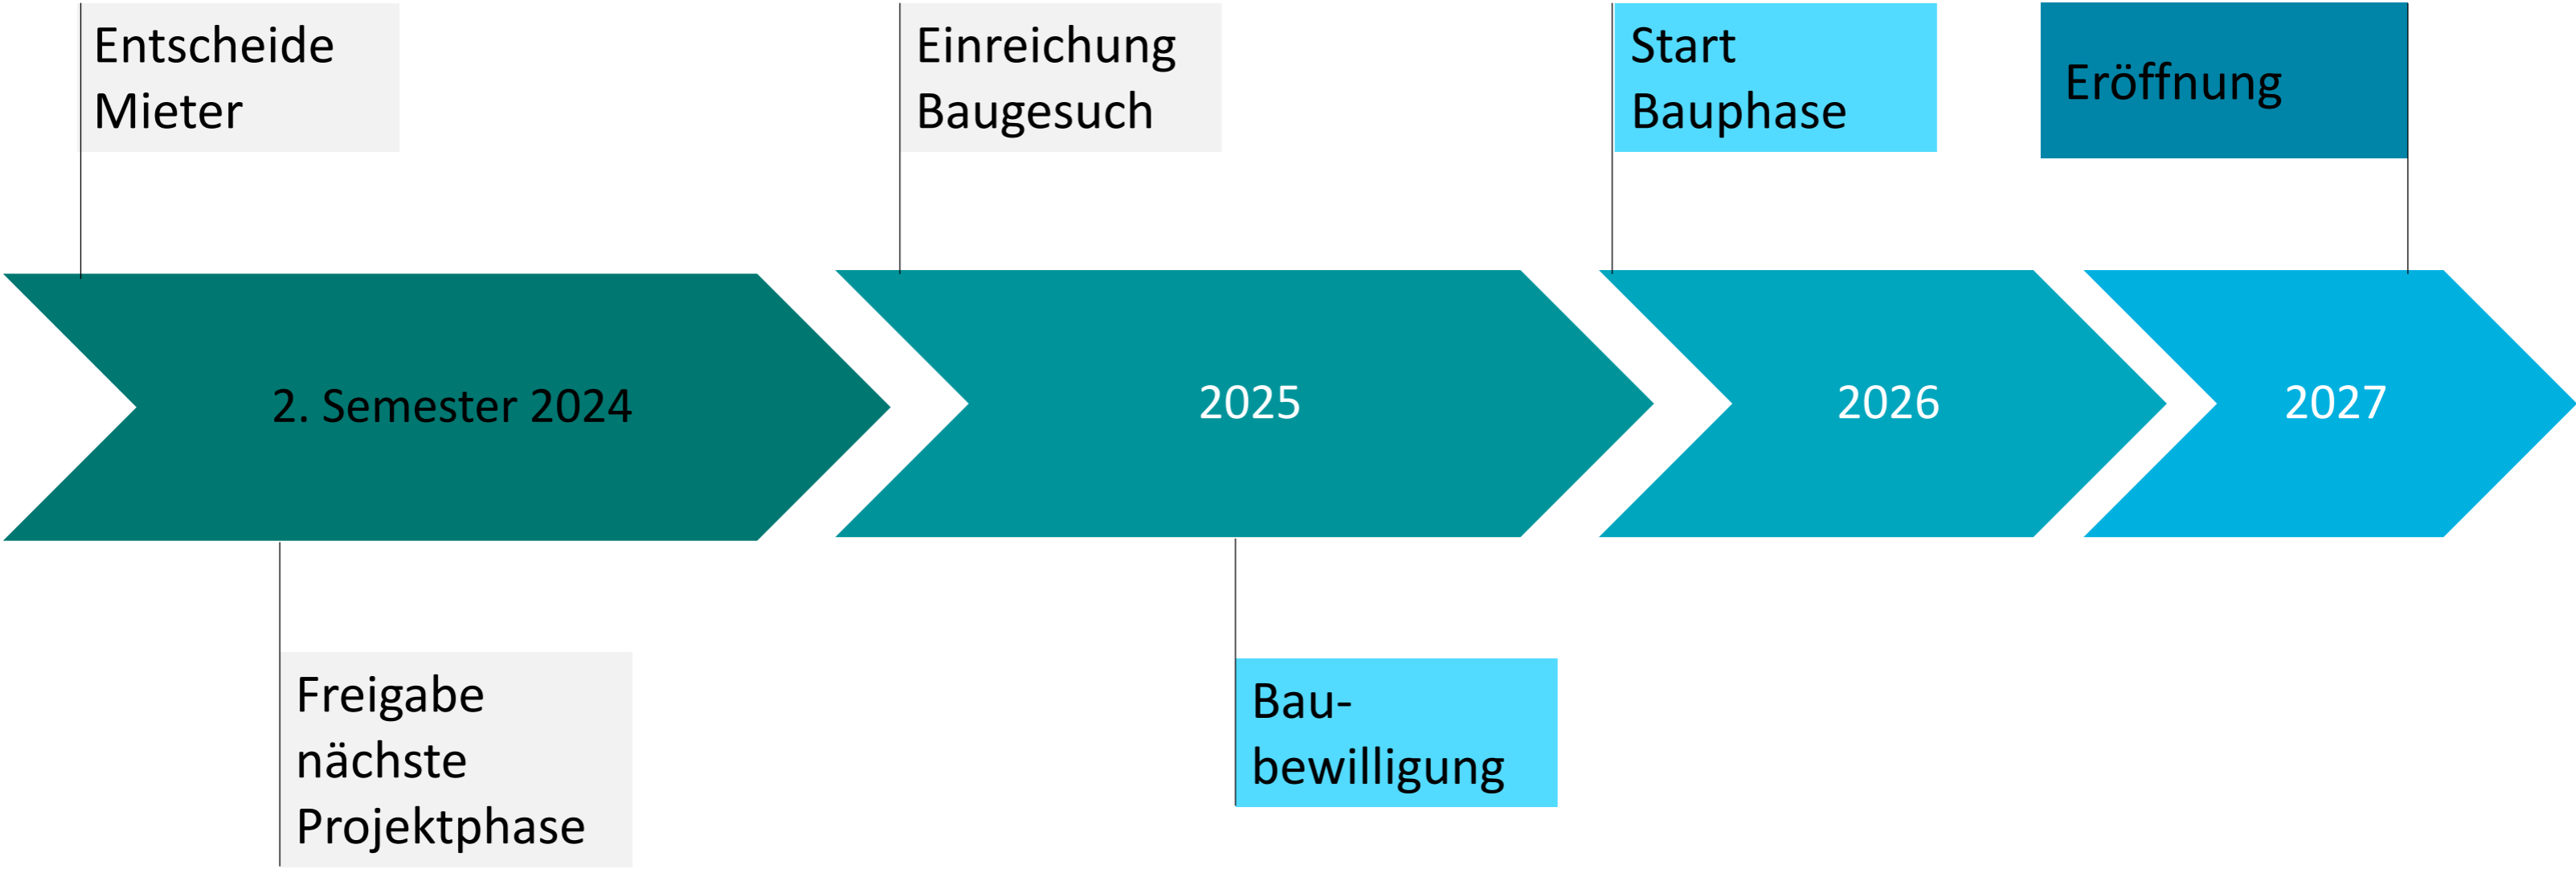 Entscheide
Mieter
Einreichung
Baugesuch
Start
Bauphase
Eröffnung
2. Semester 2024
2025
2026
2027
Freigabe
nächste
Projektphase
Bau-
bewilligung